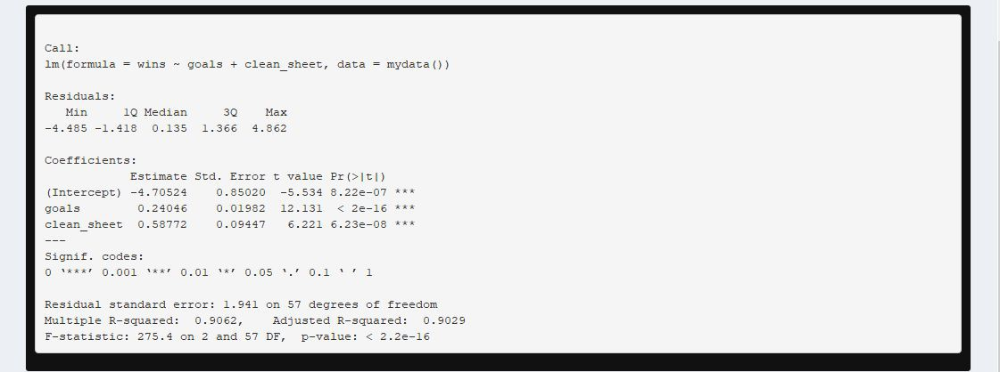 Call:
lm(formula = wins ~ goals + clean_sheet, data = mydata())
Residuals:
   Min     1Q Median     3Q    Max
-4.485 -1.418  0.135  1.366  4.862
Coefficients:
            Estimate Std. Error t value Pr(>|t|)
(Intercept) -4.70524    0.85020  -5.534 8.22e-07 ***
goals        0.24046    0.01982  12.131  < 2e-16 ***
clean_sheet  0.58772    0.09447   6.221 6.23e-08 ***
---
Signif. codes:
0 ‘***’ 0.001 ‘**’ 0.01 ‘*’ 0.05 ‘.’ 0.1 ‘ ’ 1
Residual standard error: 1.941 on 57 degrees of freedom
Multiple R-squared:  0.9062,    Adjusted R-squared:  0.9029
F-statistic: 275.4 on 2 and 57 DF,  p-value: < 2.2e-16